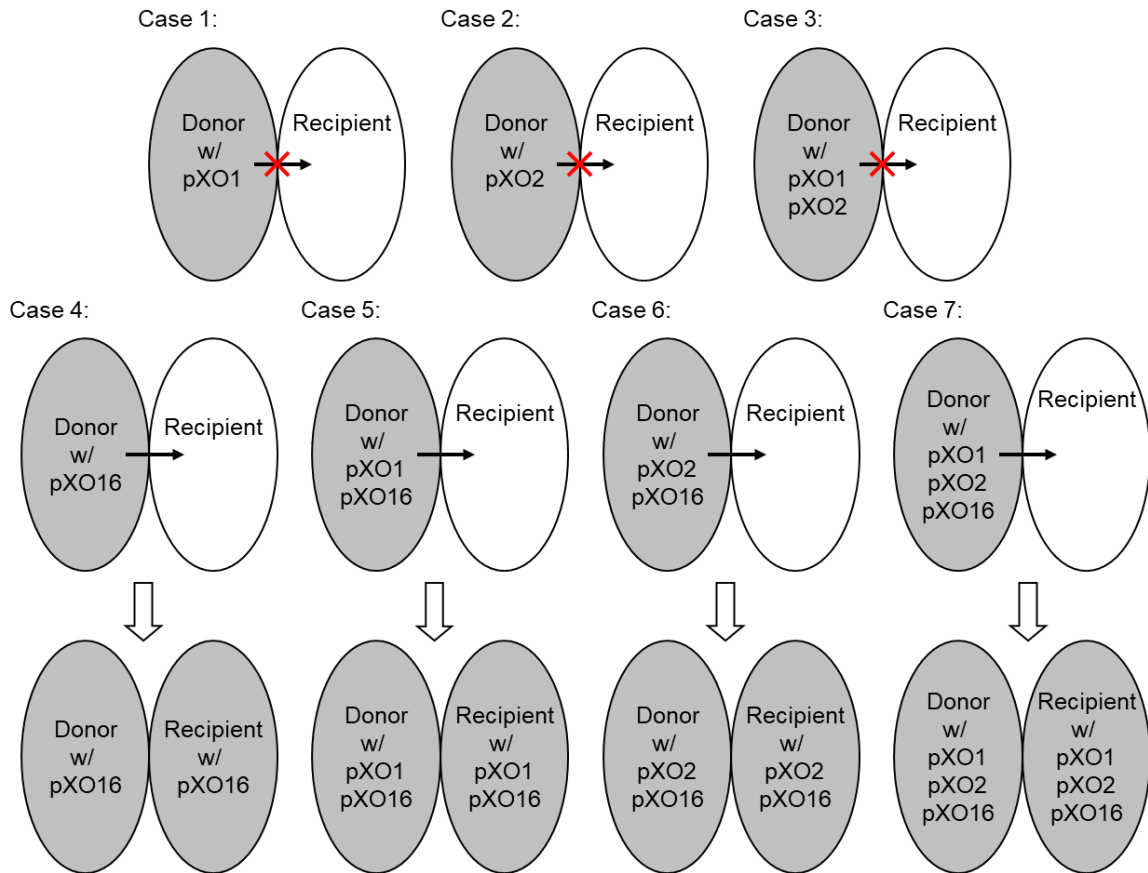 Case 1:
Case 2:
Case 3:
Donor
w/
pXO1
Recipient
Donor
w/
pXO2
Recipient
Donor
w/
pXO1
pXO2
Recipient
Case 4:
Case 5:
Case 6:
Case 7:
Donor
w/
pXO16
Recipient
Donor
w/
pXO1
pXO16
Recipient
Donor
w/
pXO2
pXO16
Recipient
Donor
w/
pXO1
pXO2
pXO16
Recipient
Donor
w/
pXO16
Recipient
w/
pXO16
Donor
w/
pXO1
pXO16
Recipient
w/
pXO1
pXO16
Donor
w/
pXO2
pXO16
Recipient
w/
pXO2
pXO16
Donor
w/
pXO1
pXO2
pXO16
Recipient
w/
pXO1
pXO2
pXO16